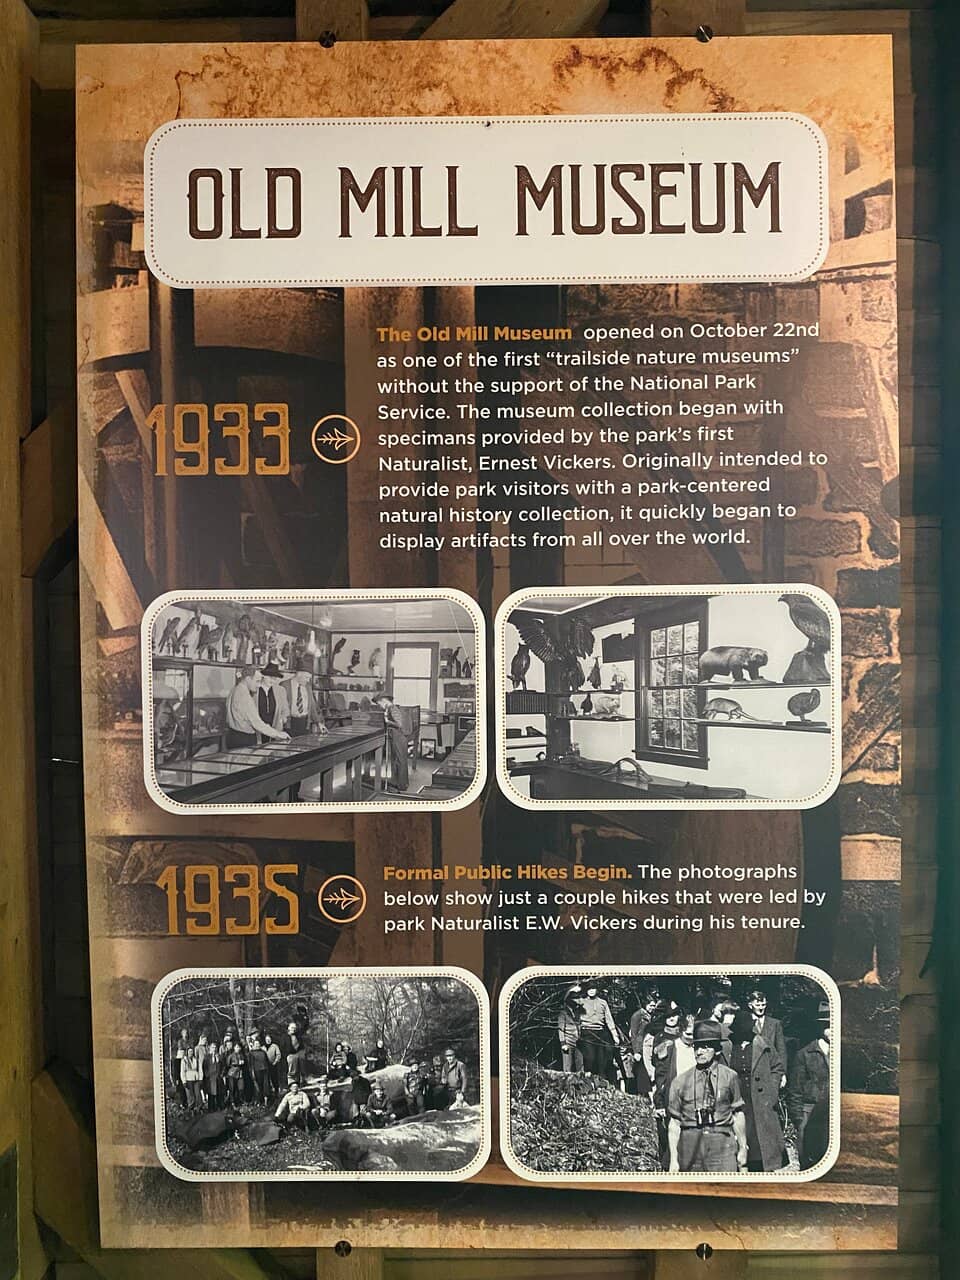 OLD MILL MUSEUM
1933
The Old Mill Museum opened on October 22nd
as one of the first “trailside nature museums”
without the support of the National Park
Service. The museum collection began with
specimans provided by the park’s first
Naturalist, Ernest Vickers. Originally intended to
provide park visitors with a park-centered
natural history collection, it quickly began to
display artifacts from all over the world.
1935
Formal Public Hikes Begin. The photographs
below show just a couple hikes that were led by
park Naturalist E.W. Vickers during his tenure.